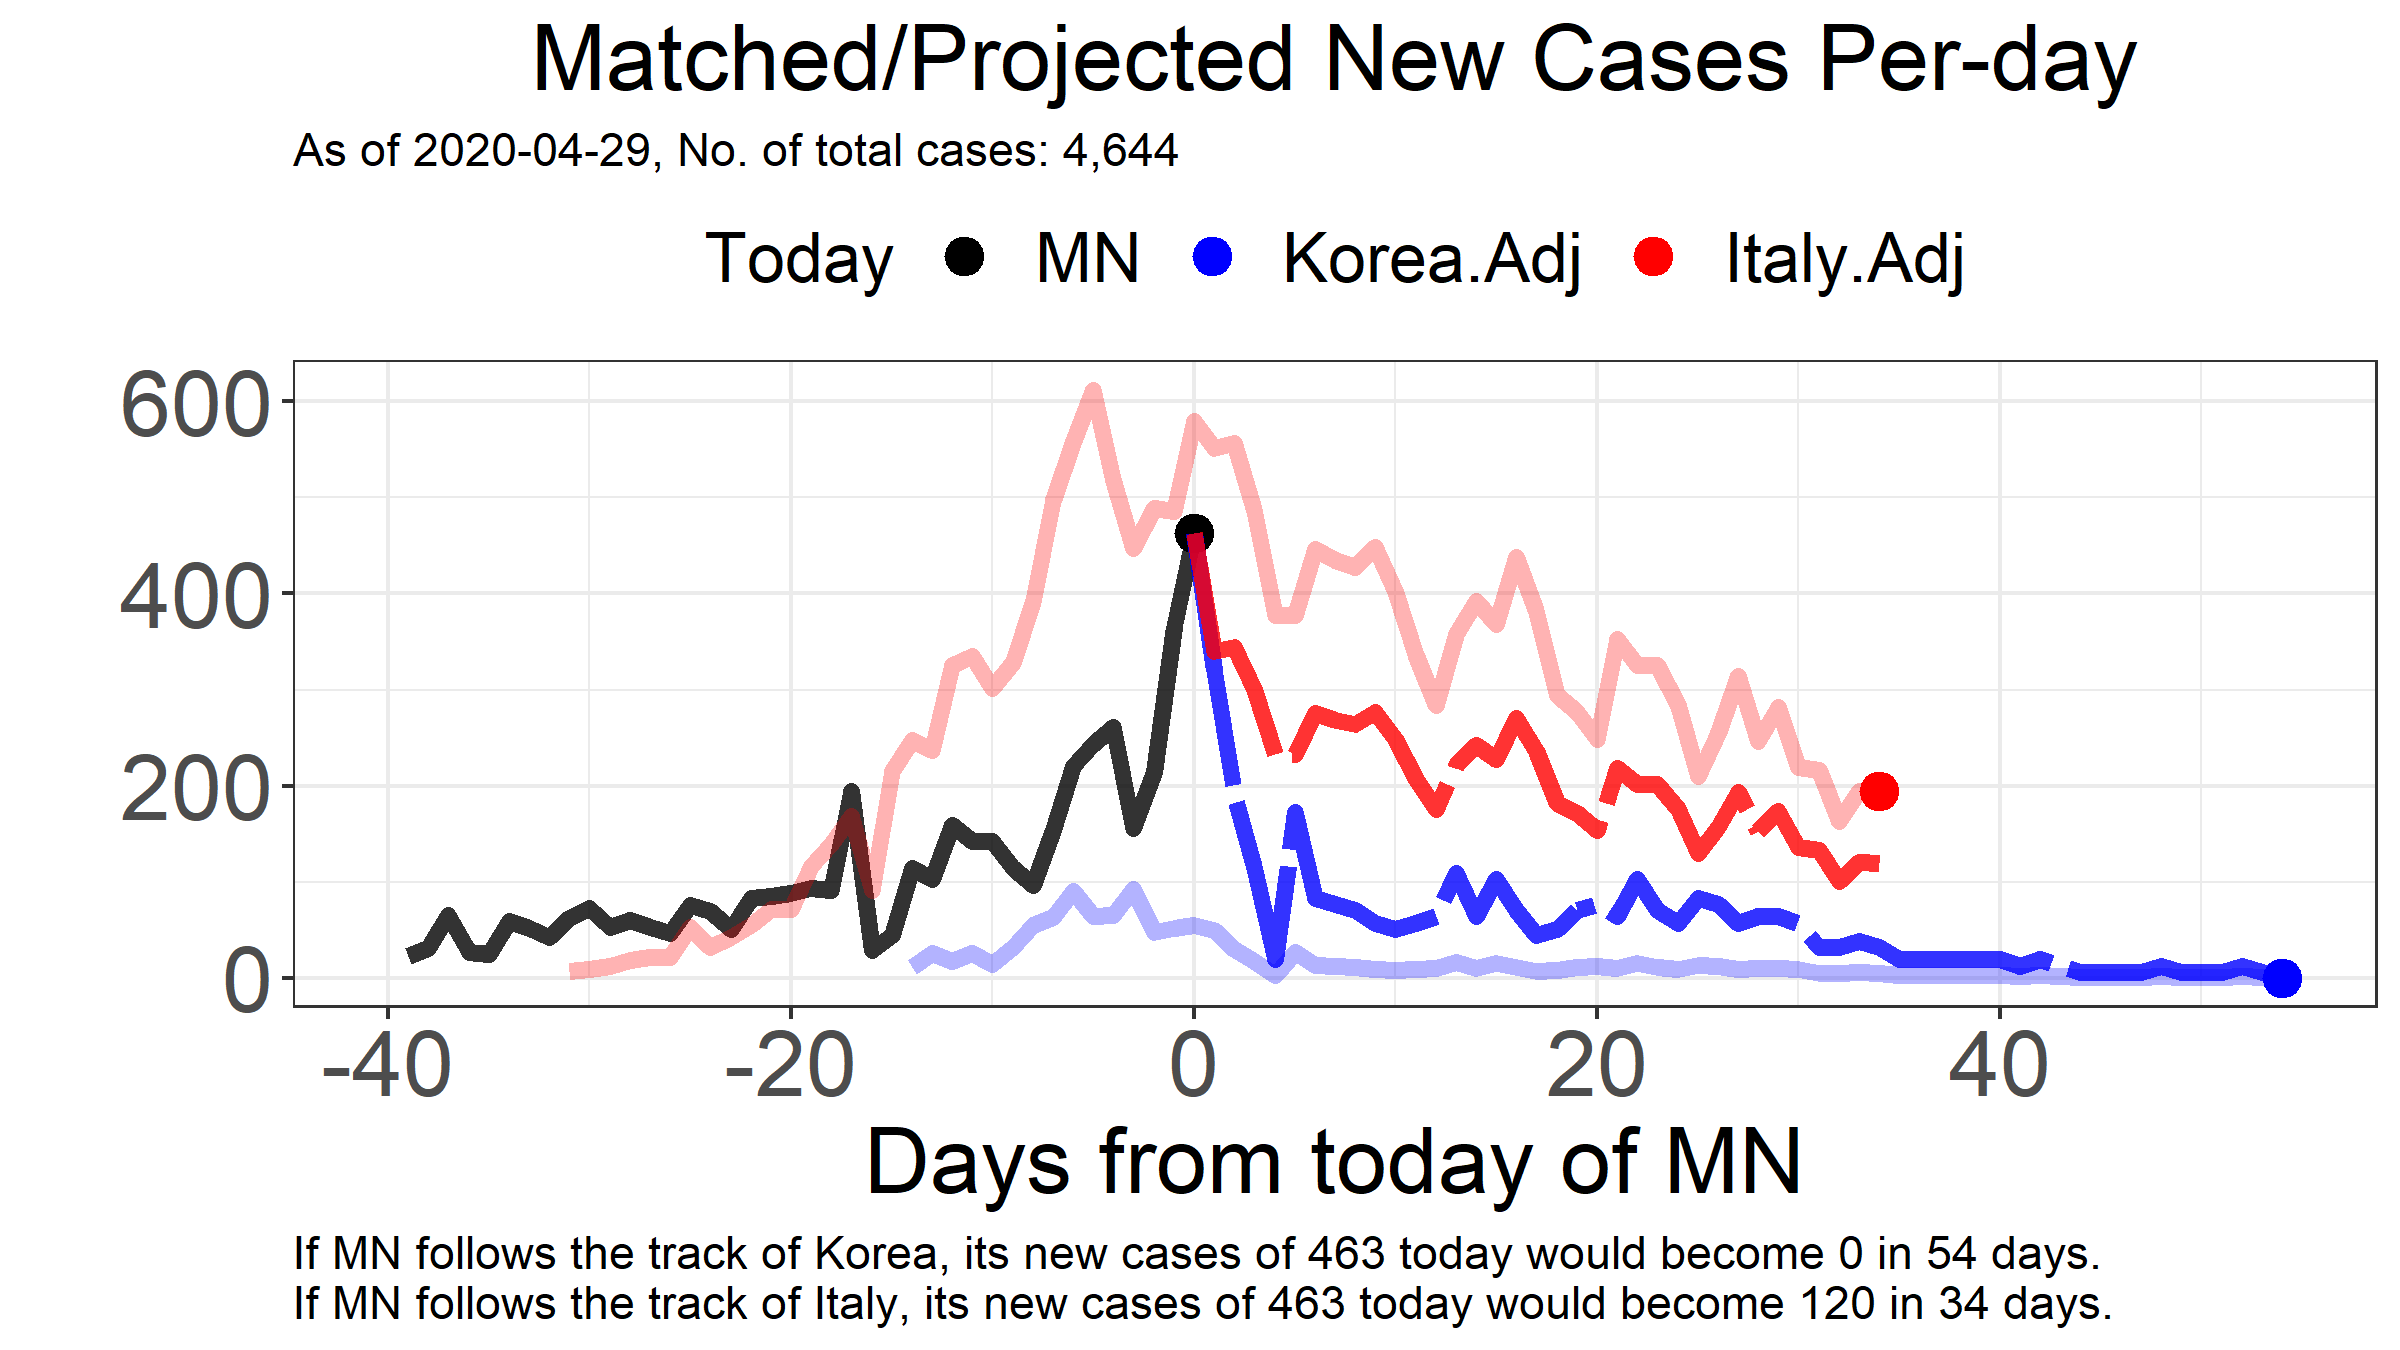 Matched/Projected New Cases Per-day
As of 2020-04-29, No. of total cases: 4,644
Today MN Korea.Adj Italy.Adj
600
400
200
0
-40 -20 0 20 40
Days from today of MN
If MN follows the track of Korea, its new cases of 463 today would become 0 in 54 days.
If MN follows the track of Italy, its new cases of 463 today would become 120 in 34 days.